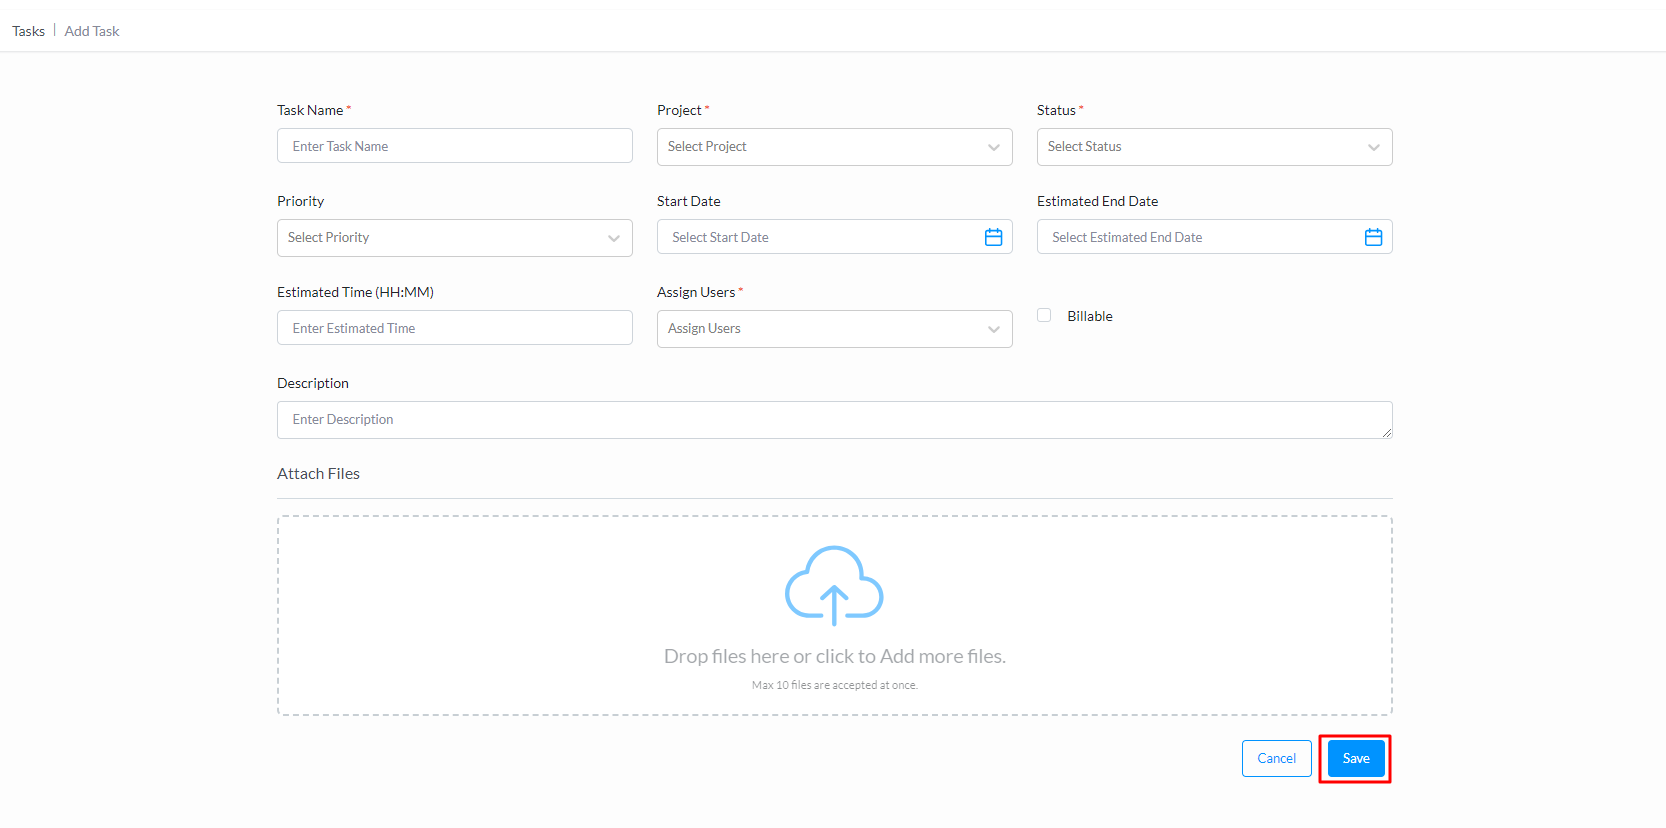 Tasks | Add Task
Task Name * Project * Status *
Enter Task Name Select Project Select Status
Priority Start Date Estimated End Date
Select Priority Select Start Date Select Estimated End Date
Estimated Time (HH:MM) Assign Users *
Enter Estimated Time Assign Users Billable
Description
Enter Description
Attach Files
Drop files here or click to Add more files.
Max 10 files are accepted at once.
Cancel Save